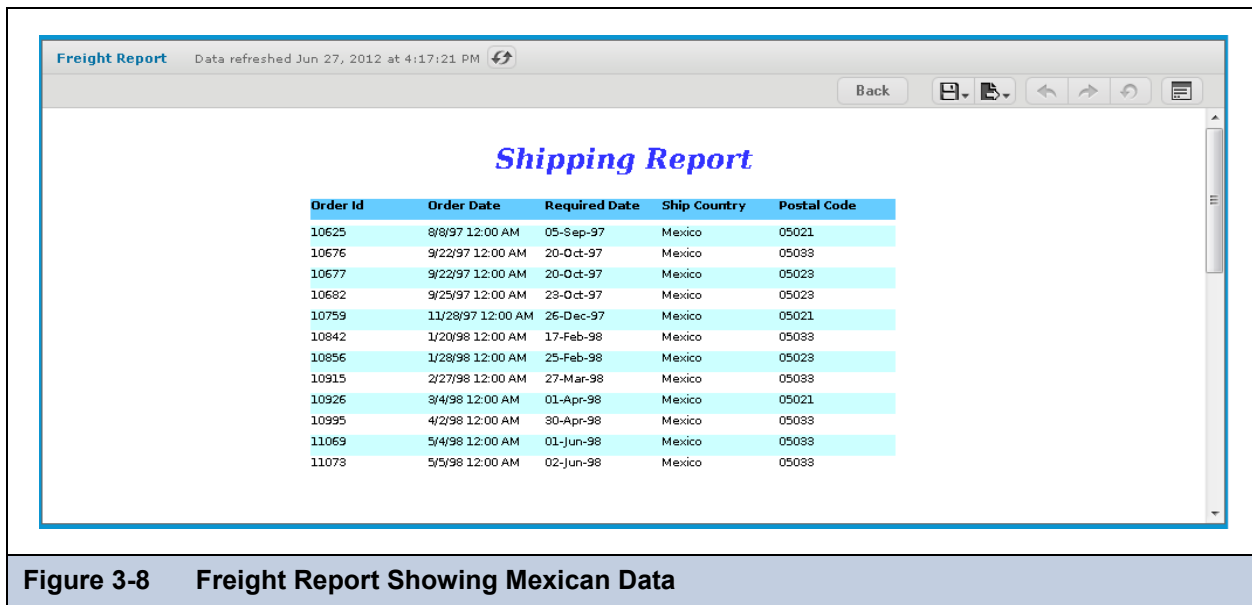 Freight Report Data refreshed Jun 27, 2012 at 4:17:21 PM
Back
Shipping Report
Order Id Order Date Required Date Ship Country Postal Code
10625 8/8/97 12:00 AM 05-Sep-97 Mexico 05021
10676 9/22/97 12:00 AM 20-Oct-97 Mexico 05033
10677 9/22/97 12:00 AM 20-Oct-97 Mexico 05023
10682 9/25/97 12:00 AM 23-Oct-97 Mexico 05023
10759 11/28/97 12:00 AM 26-Dec-97 Mexico 05021
10842 1/20/98 12:00 AM 17-Feb-98 Mexico 05033
10856 1/28/98 12:00 AM 25-Feb-98 Mexico 05023
10915 2/27/98 12:00 AM 27-Mar-98 Mexico 05033
10926 3/4/98 12:00 AM 01-Apr-98 Mexico 05021
10995 4/2/98 12:00 AM 30-Apr-98 Mexico 05033
11069 5/4/98 12:00 AM 01-Jun-98 Mexico 05033
11073 5/5/98 12:00 AM 02-Jun-98 Mexico 05033
Figure 3-8 Freight Report Showing Mexican Data